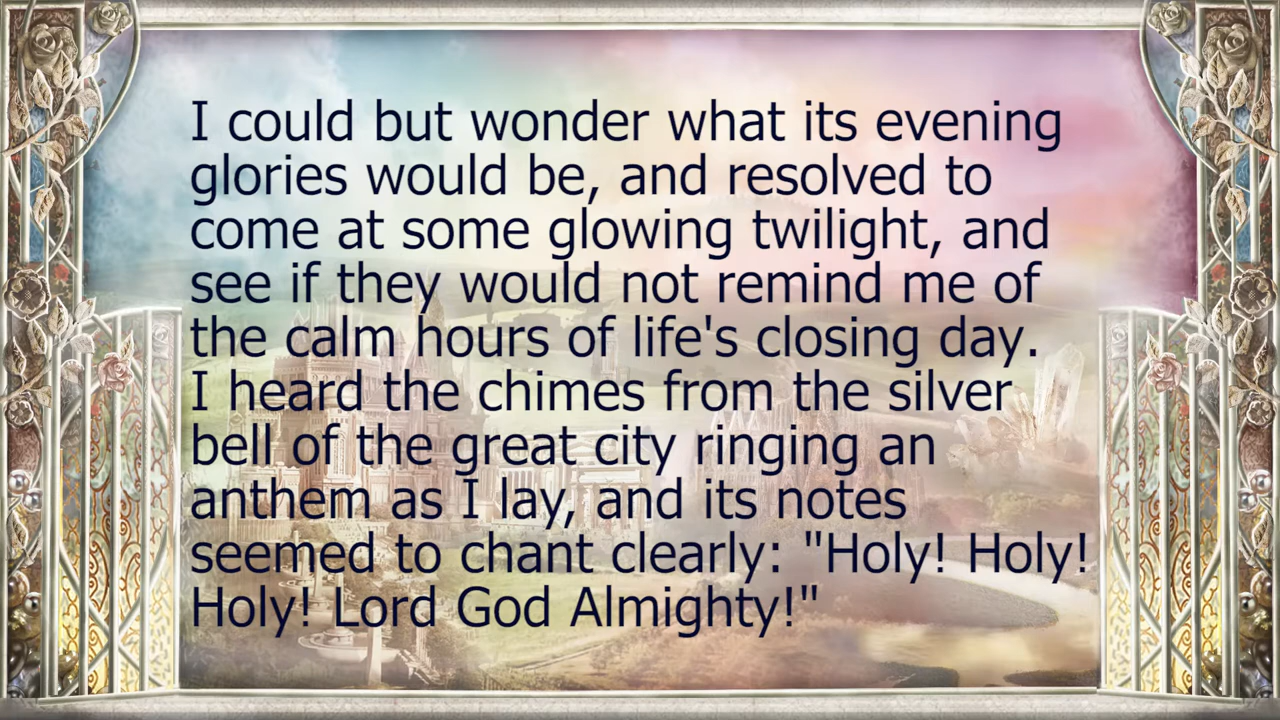 I could but wonder what its evening
glories would be, and resolved to
come at some glowing twilight, and
see if they would not remind me of
the calm hours of life's closing day.
I heard the chimes from the silver
bell of the great city ringing an
anthem as I lay, and its notes
seemed to chant clearly: "Holy! Holy!
Holy! Lord God Almighty!"